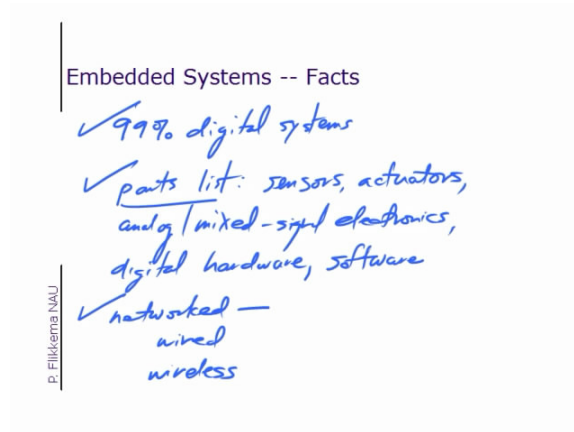 Embedded Systems -- Facts
✓ 99% digital systems
✓ parts list: sensors, actuators,
analog/mixed-signal electronics,
digital hardware, software
✓ networked —
wired
wireless
P. Flikkema NAU